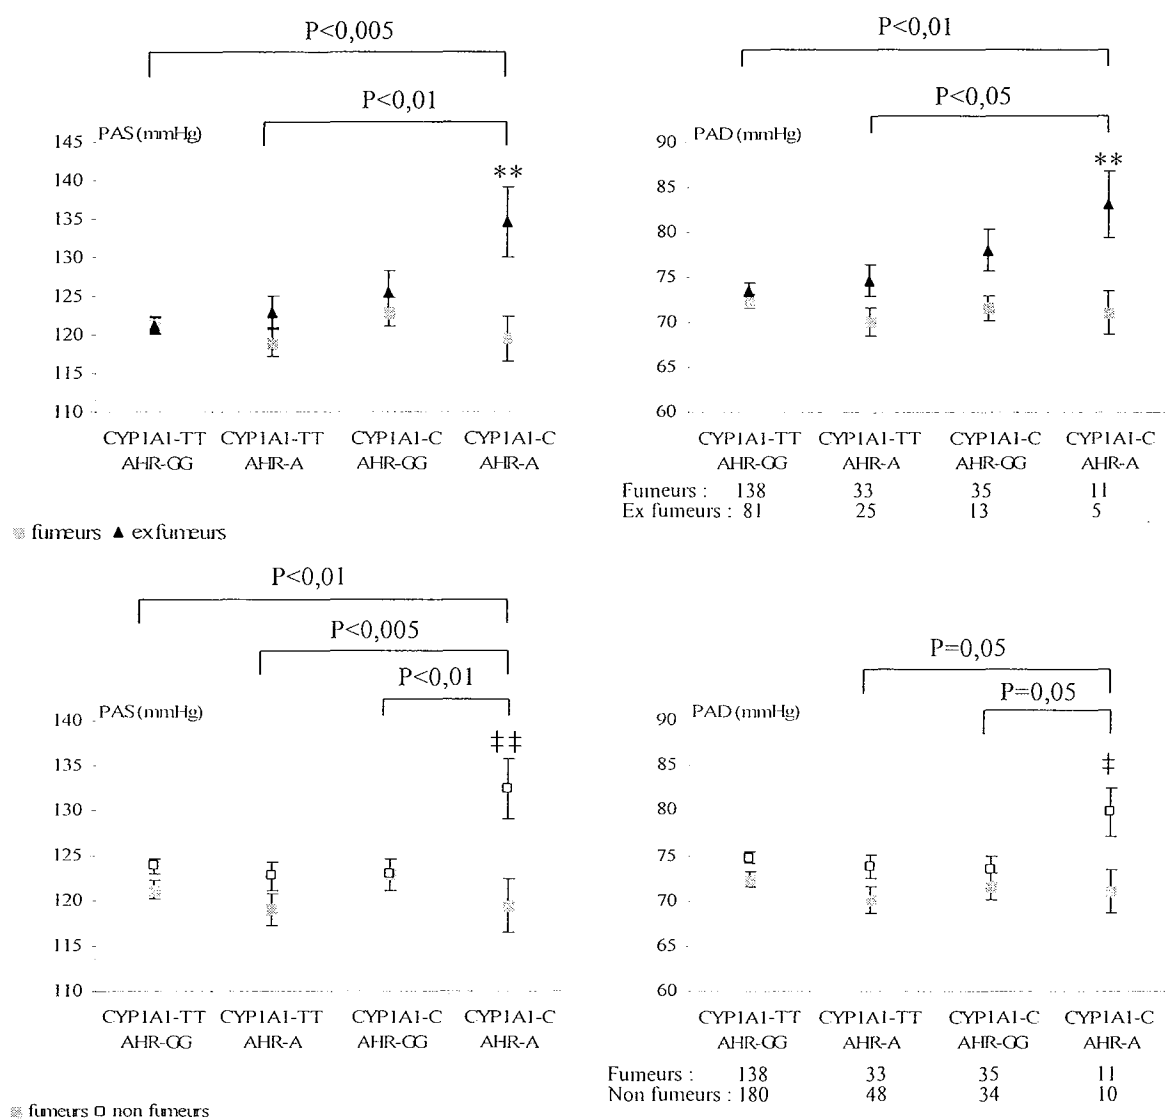 P<0,005
P<0,01
PAS (mmHg)
145
140
135
130
125
120
115
110
**
CYP1A1-TT CYP1A1-TT CYP1A1-C CYP1A1-C
AHR-GG AHR-A AHR-GG AHR-A
fumeurs ▲ exfumeurs
P<0,01
P<0,05
PAD (mmHg)
90
85
80
75
70
65
60
**
CYP1A1-TT CYP1A1-TT CYP1A1-C CYP1A1-C
AHR-GG AHR-A AHR-GG AHR-A
Fumeurs : 138 33 35 11
Ex fumeurs : 81 25 13 5
P<0,01
P<0,005
P<0,01
PAS (mmHg)
140
135
130
125
120
115
110
‡‡
CYP1A1-TT CYP1A1-TT CYP1A1-C CYP1A1-C
AHR-GG AHR-A AHR-GG AHR-A
fumeurs □ non fumeurs
P=0,05
P=0,05
PAD (mmHg)
90
85
80
75
70
65
60
‡
CYP1A1-TT CYP1A1-TT CYP1A1-C CYP1A1-C
AHR-GG AHR-A AHR-GG AHR-A
Fumeurs : 138 33 35 11
Non fumeurs : 180 48 34 10